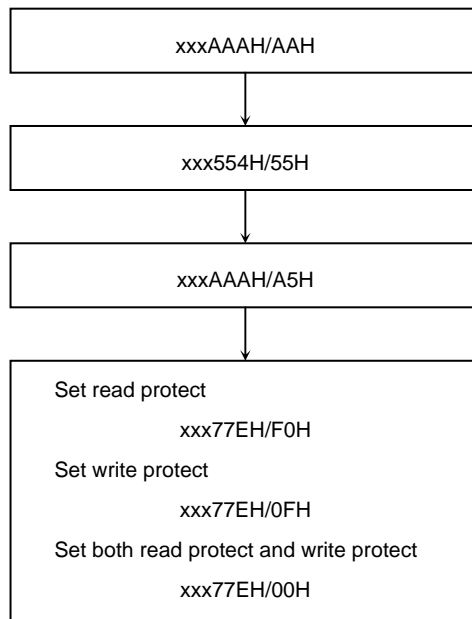 xxxAAAH/AAH
xxx554H/55H
xxxAAAH/A5H
Set read protect
xxx77EH/F0H
Set write protect
xxx77EH/0FH
Set both read protect and write protect
xxx77EH/00H